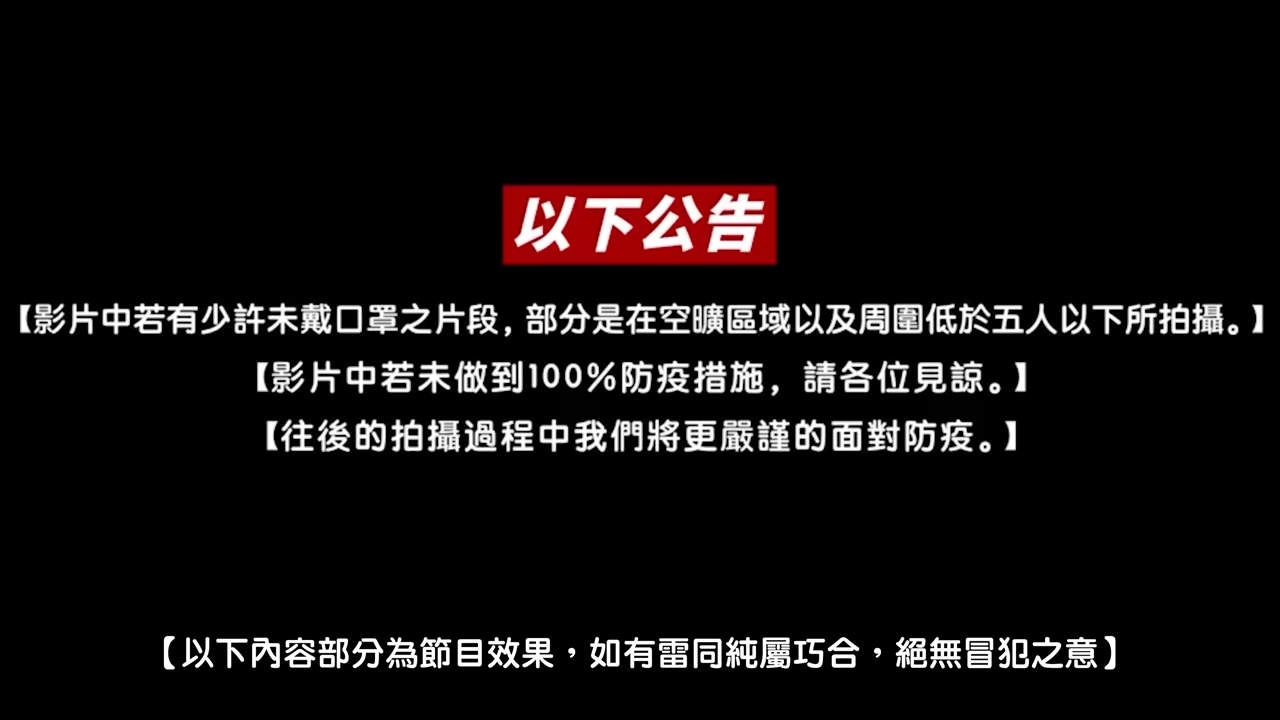 以下公告
【影片中若有少許未戴口罩之片段，部分是在空曠區域以及周圍低於五人以下所拍攝。】
【影片中若未做到100%防疫措施，請各位見諒。】
【往後的拍攝過程中我們將更嚴謹的面對防疫。】
【以下內容部分為節目效果，如有雷同純屬巧合，絕無冒犯之意】